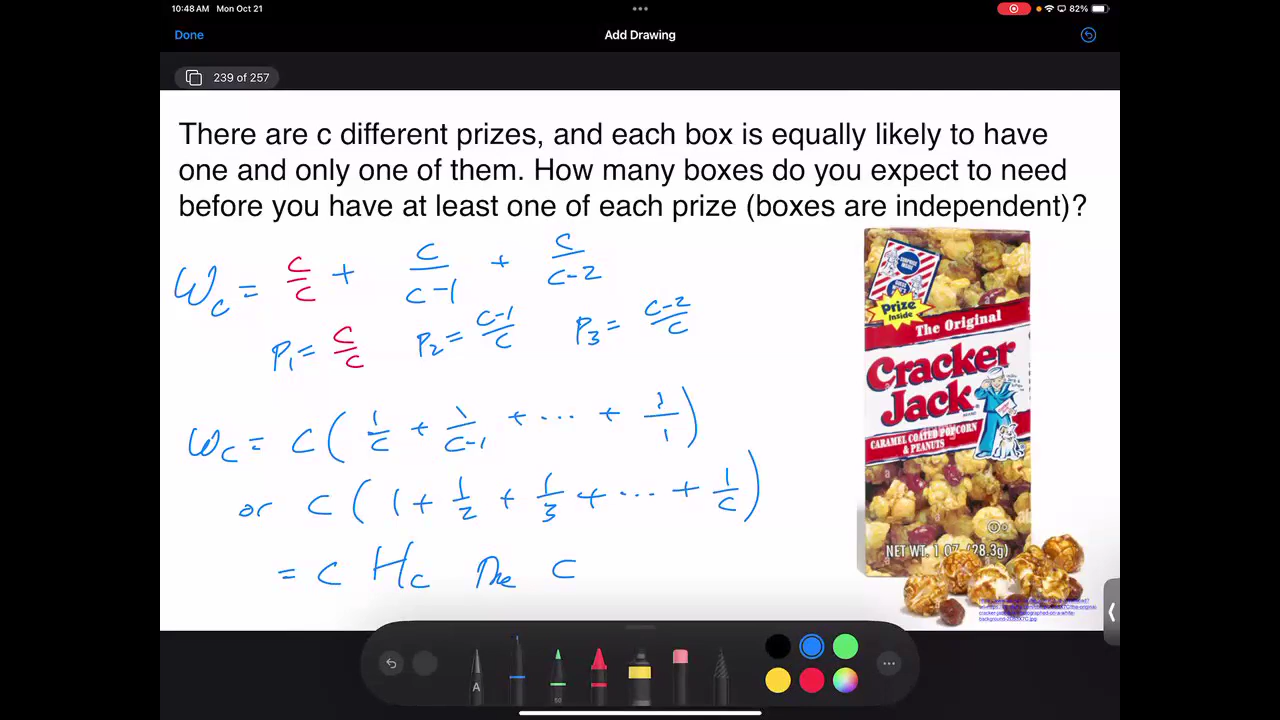 10:48 AM Mon Oct 21
82%
Done
Add Drawing
239 of 257
There are c different prizes, and each box is equally likely to have
one and only one of them. How many boxes do you expect to need
before you have at least one of each prize (boxes are independent)?
W_c = c/c + c/(c-1) + c/(c-2)
P_1 = c/c P_2 = (c-1)/c P_3 = (c-2)/c
W_c = c(1/c + 1/(c-1) + ... + 1/1)
or c(1 + 1/2 + 1/3 + ... + 1/c)
= c H_c the c
Prize
Inside
The Original
Cracker
Jack
CARAMEL COATED POPCORN
& PEANUTS
NET WT. 1 OZ. (28.3g)
A
50